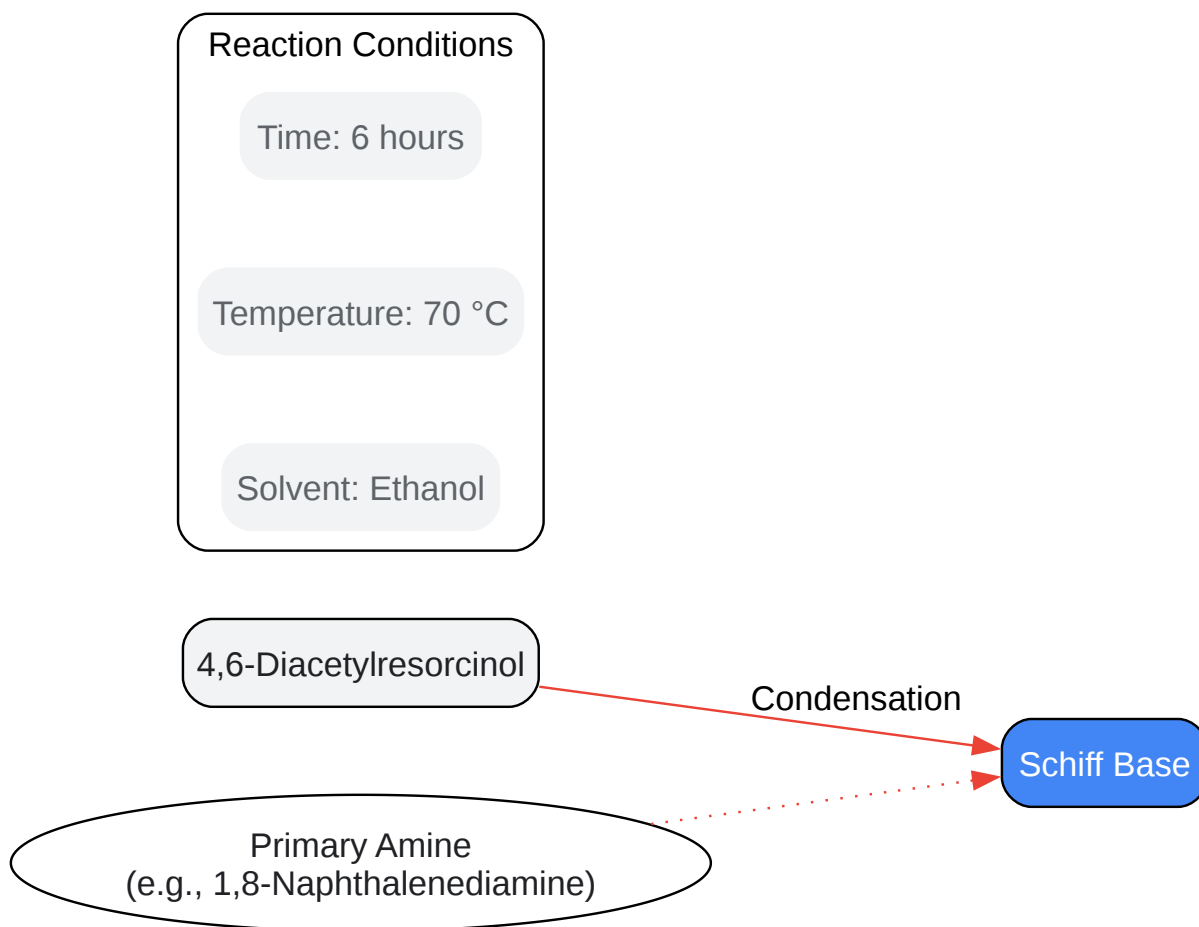 Reaction Conditions
Time: 6 hours
Temperature: 70 °C
Solvent: Ethanol
4,6-Diacetylresorcinol
Condensation
Schiff Base
Primary Amine
(e.g., 1,8-Naphthalenediamine)